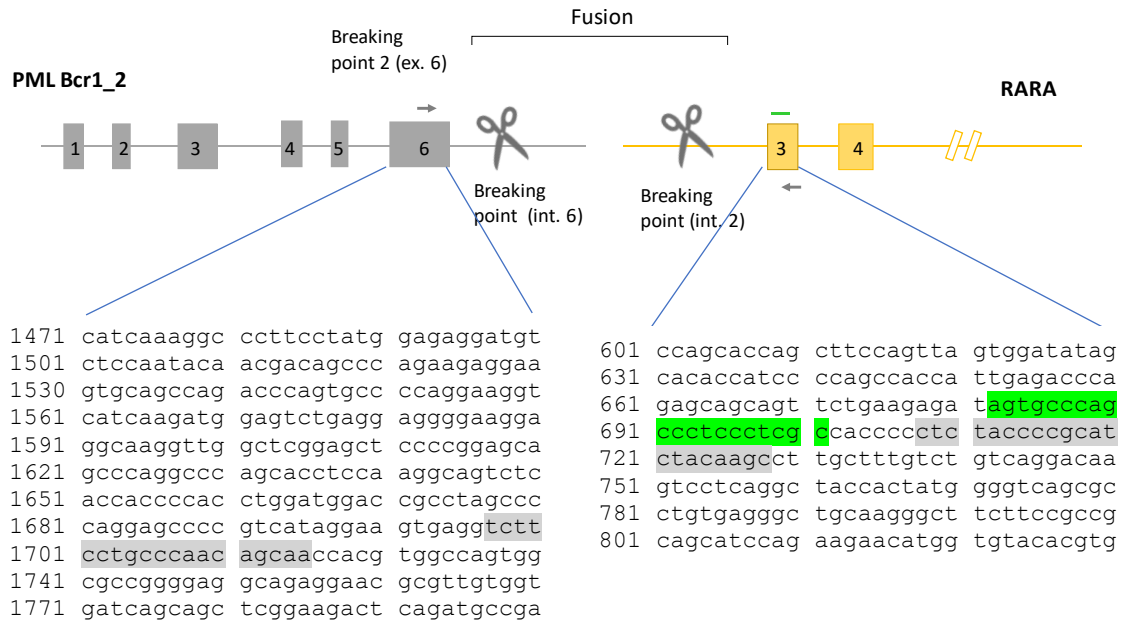 Fusion
Breaking
point 2 (ex. 6)
PML Bcr1_2
RARA
1 2 3 4 5 6
3 4
Breaking
point (int. 6)
Breaking
point (int. 2)
1471 catcaaaggc ccttcctatg gagaggatgt
1501 ctccaataca acgacagccc agaagaggaa
1530 gtgcagccag acccagtgcc ccaggaaggt
1561 catcaagatg gagtctgagg aggggaagga
1591 ggcaaggttg gctcggagct ccccggagca
1621 gcccaggccc agcacctcca aggcagtctc
1651 accaccccac ctggatggac cgcctagccc
1681 caggagcccc gtcataggaa gtgaggtctt
1701 cctgcccaac agcaaccacg tggccagtgg
1741 cgccggggag gcagaggaac gcgttgtggt
1771 gatcagcagc tcggaagact cagatgccga
601 ccagcaccag cttccagtta gtggatatag
631 cacaccatcc ccagccacca ttgagaccca
661 gagcagcagt tctgaagaga tagtgcccag
691 ccctccctcg ccacccccctc taccccgcat
721 ctacaagcct tgctttgtct gtcaggacaa
751 gtcctcaggc taccactatg gggtcagcgc
781 ctgtgagggc tgcaagggct tcttccgccg
801 cagcatccag aagaacatgg tgtacacgtg